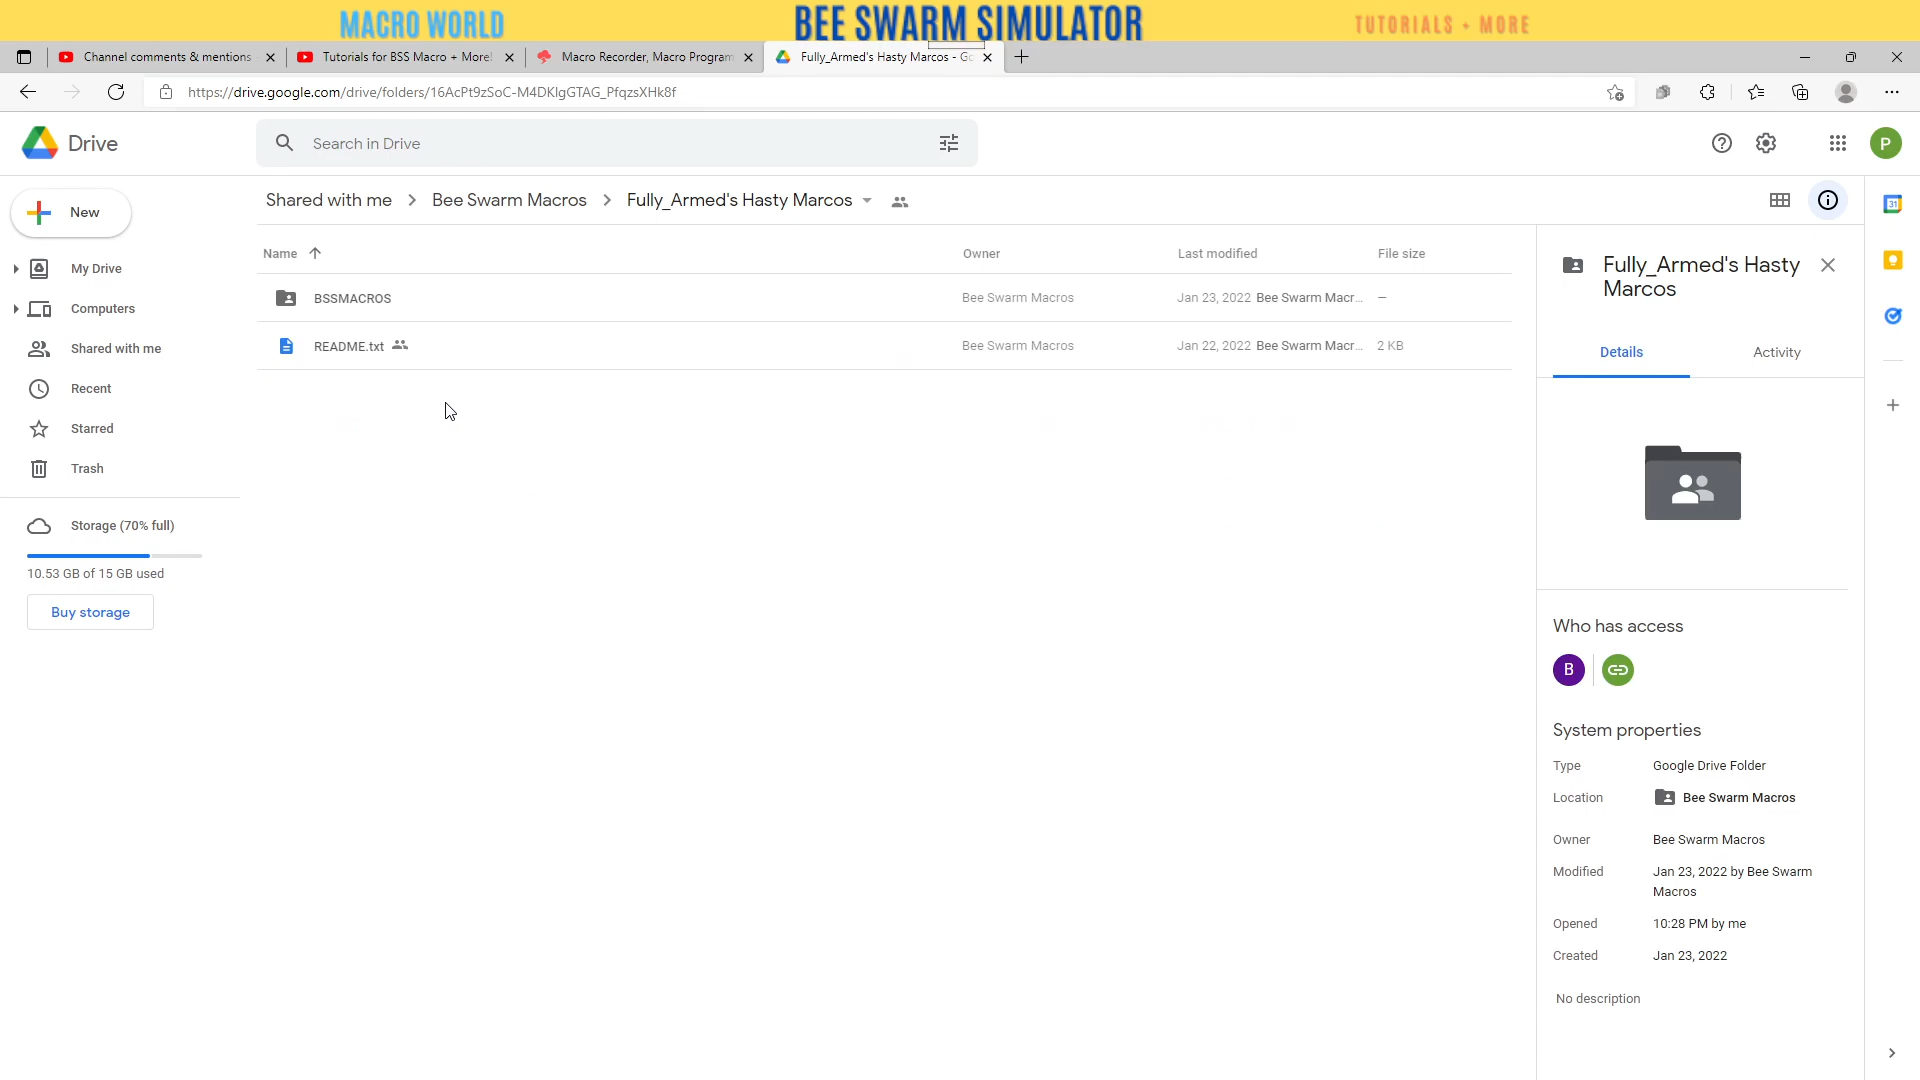 MACRO WORLD
BEE SWARM SIMULATOR
TUTORIALS + MORE
Channel comments & mentions
Tutorials for BSS Macro + More!
Macro Recorder, Macro Program
Fully_Armed's Hasty Marcos - Go
https://drive.google.com/drive/folders/16AcPt9zSoC-M4DKlgGTAG_PfqzsXHk8f
Drive
Search in Drive
P
New
Shared with me
Bee Swarm Macros
Fully_Armed's Hasty Marcos
31
My Drive
Computers
Shared with me
Recent
Starred
Trash
Storage (70% full)
10.53 GB of 15 GB used
Buy storage
Name
Owner
Last modified
File size
BSSMACROS
Bee Swarm Macros
Jan 23, 2022 Bee Swarm Macr...
—
README.txt
Bee Swarm Macros
Jan 22, 2022 Bee Swarm Macr...
2 KB
Fully_Armed's Hasty
Marcos
Details
Activity
Who has access
B
System properties
Type
Google Drive Folder
Location
Bee Swarm Macros
Owner
Bee Swarm Macros
Modified
Jan 23, 2022 by Bee Swarm
Macros
Opened
10:28 PM by me
Created
Jan 23, 2022
No description